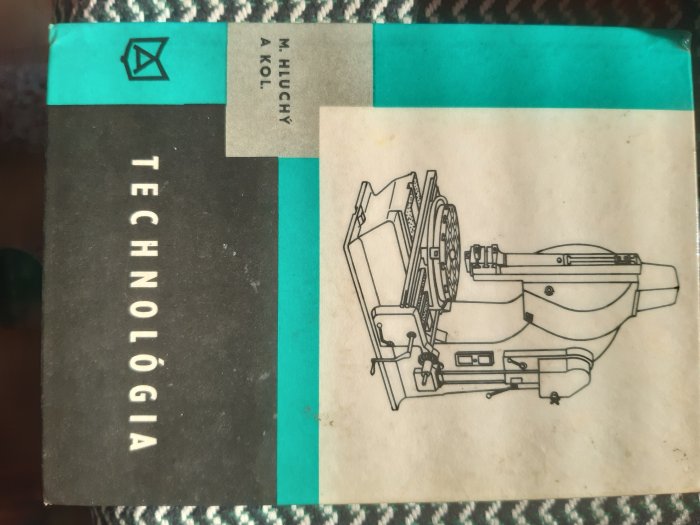 M. HLUCHÝ
A KOL.
TECHNOLÓGIA